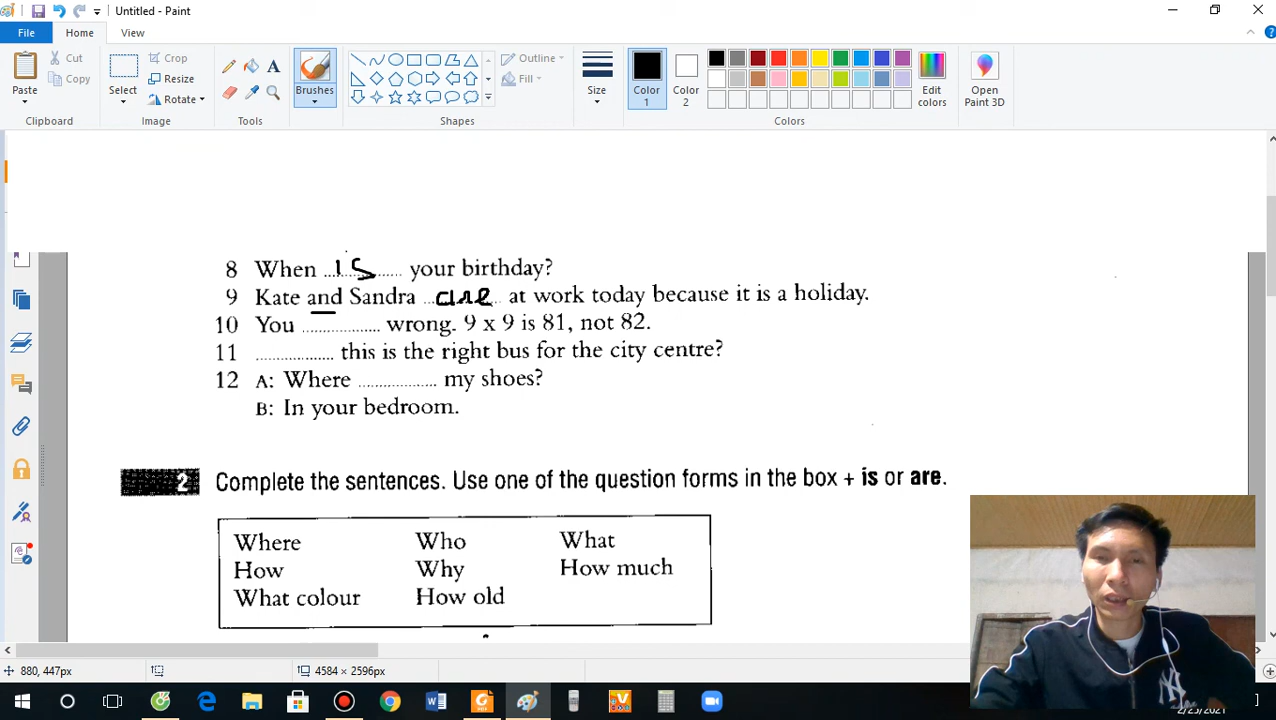 Untitled - Paint
File Home View
Paste
Cut
Copy
Clipboard
Select
Crop
Resize
Rotate
Image
Tools
Brushes
Outline
Fill
Shapes
Size
Color 1
Color 2
Edit colors
Open Paint 3D
Colors
8 When ...is... your birthday?
9 Kate and Sandra ...are... at work today because it is a holiday.
10 You ................... wrong. 9 x 9 is 81, not 82.
11 ................... this is the right bus for the city centre?
12 A: Where ................... my shoes?
B: In your bedroom.
2 Complete the sentences. Use one of the question forms in the box + is or are.
Where Who What
How Why How much
What colour How old
880, 447px 4584 × 2596px
NY
2/23/2021